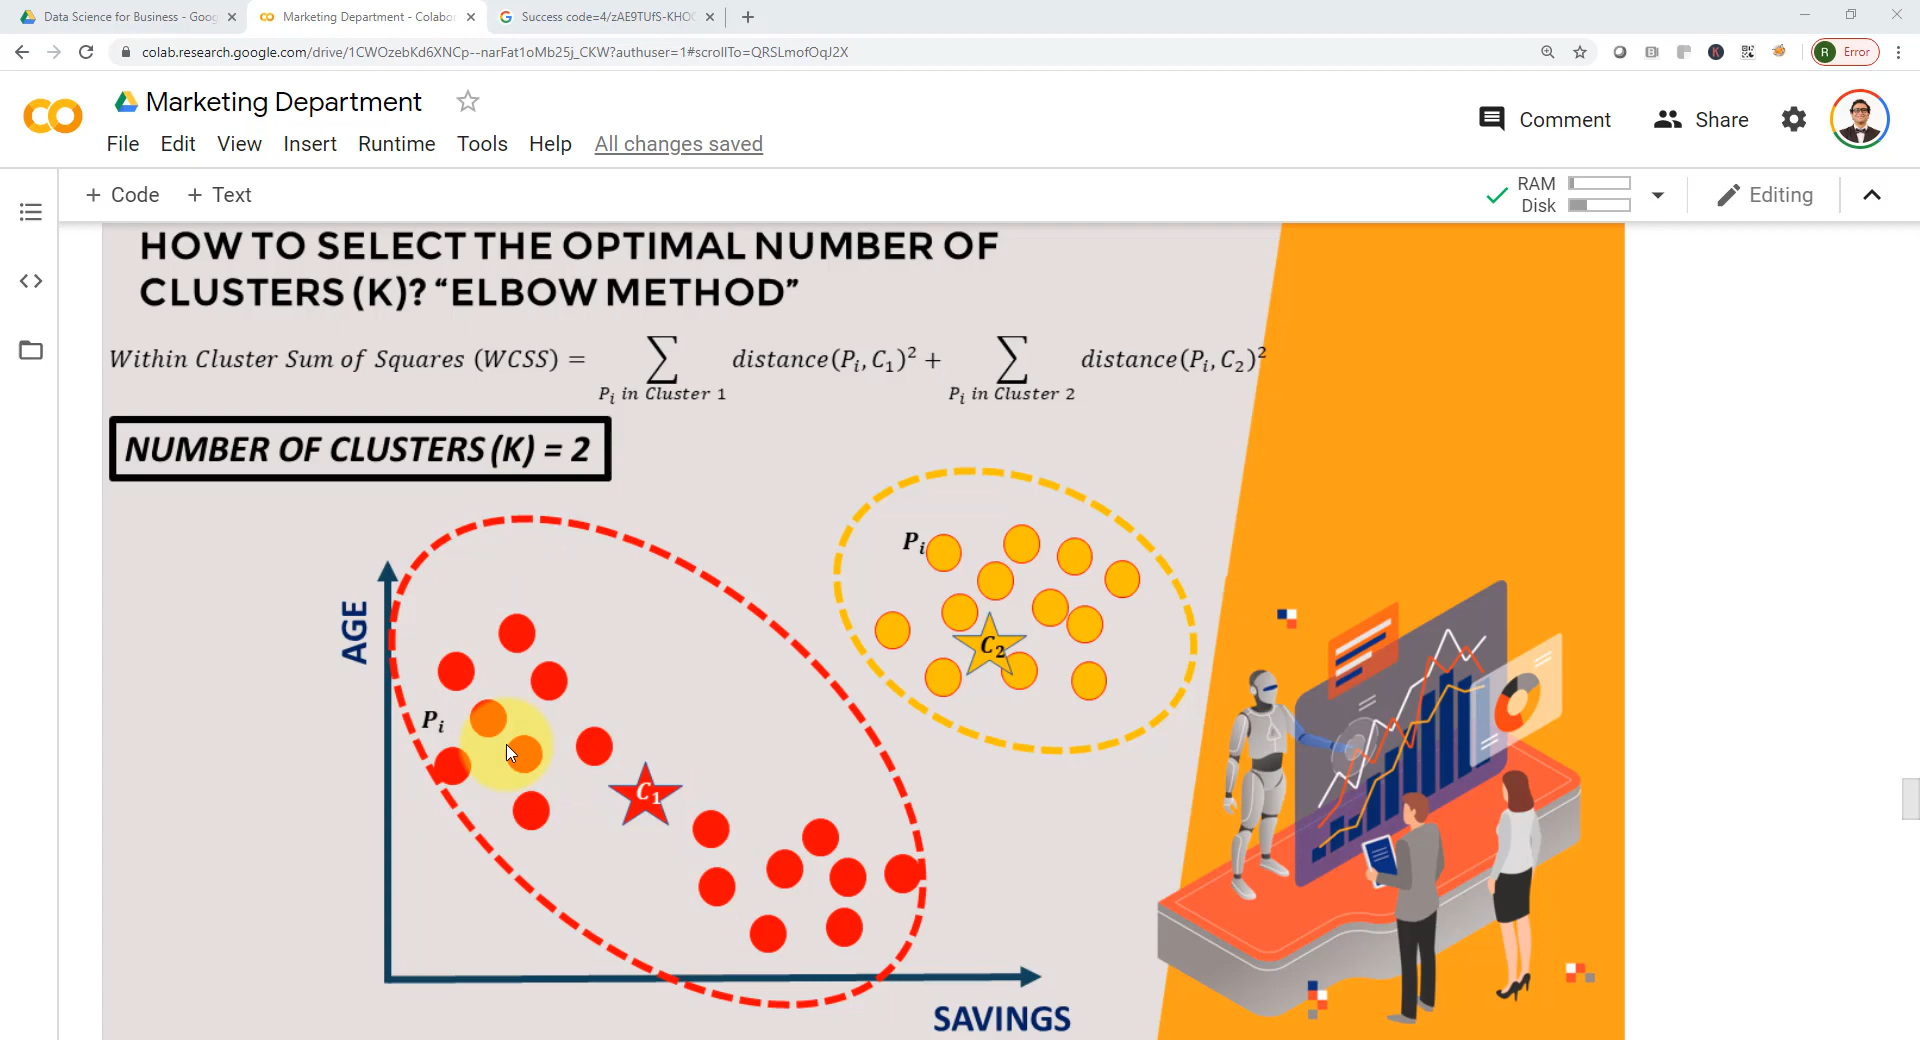 Data Science for Business - Goog
Marketing Department - Colabo
Success code=4/zAE9TUfS-KHO
colab.research.google.com/drive/1CWOzebKd6XNCp--narFat1oMb25j_CKW?authuser=1#scrollTo=QRSLmofOqJ2X
R Error
CO Marketing Department
Comment Share
File Edit View Insert Runtime Tools Help All changes saved
+ Code + Text
RAM
Disk
Editing
HOW TO SELECT THE OPTIMAL NUMBER OF
CLUSTERS (K)? “ELBOW METHOD”
Within Cluster Sum of Squares (WCSS) = ∑ distance(Pᵢ, C₁)² + ∑ distance(Pᵢ, C₂)²
Pᵢ in Cluster 1 Pᵢ in Cluster 2
NUMBER OF CLUSTERS (K) = 2
Pᵢ
AGE
C₂
Pᵢ
C₁
SAVINGS